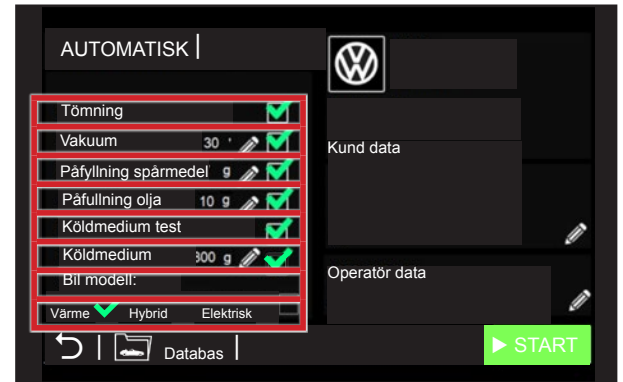 AUTOMATISK
Tömning
Vakuum 30 '
Påfyllning spårmedel g
Påfullning olja 10 g
Köldmedium test
Köldmedium 800 g
Bil modell:
Värme Hybrid Elektrisk
Databas
Kund data
Operatör data
START